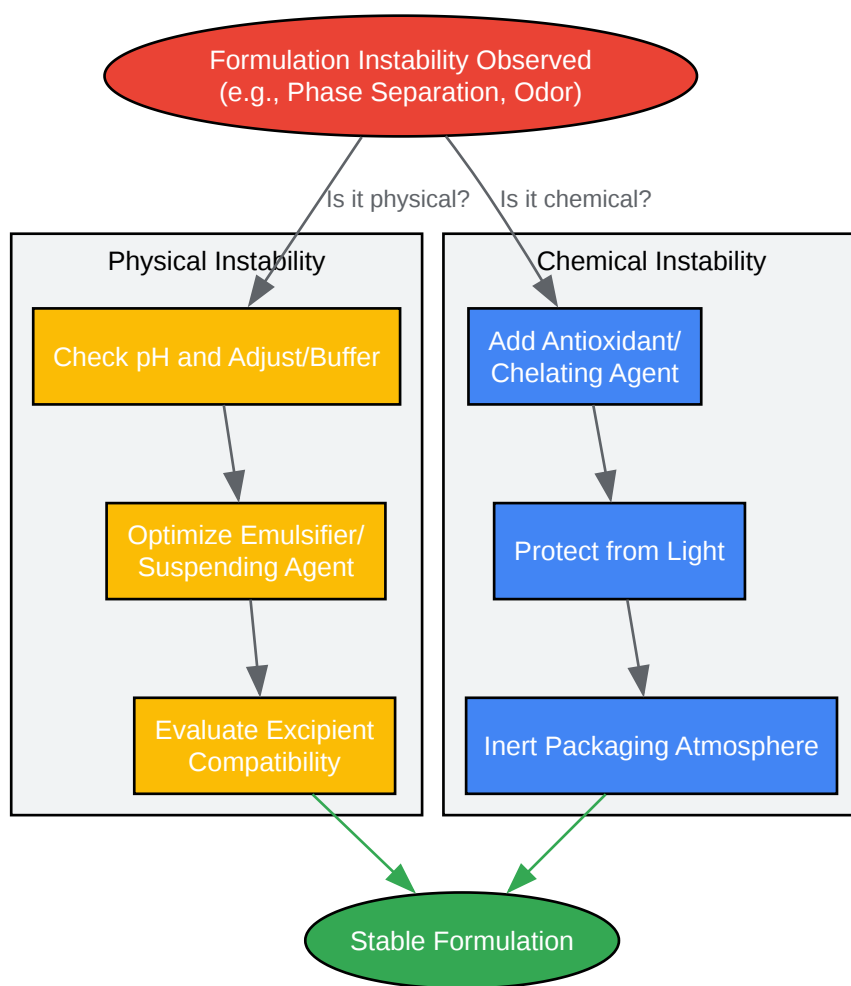 Formulation Instability Observed
(e.g., Phase Separation, Odor)
Is it physical?
Is it chemical?
Physical Instability
Check pH and Adjust/Buffer
Optimize Emulsifier/
Suspending Agent
Evaluate Excipient
Compatibility
Chemical Instability
Add Antioxidant/
Chelating Agent
Protect from Light
Inert Packaging Atmosphere
Stable Formulation